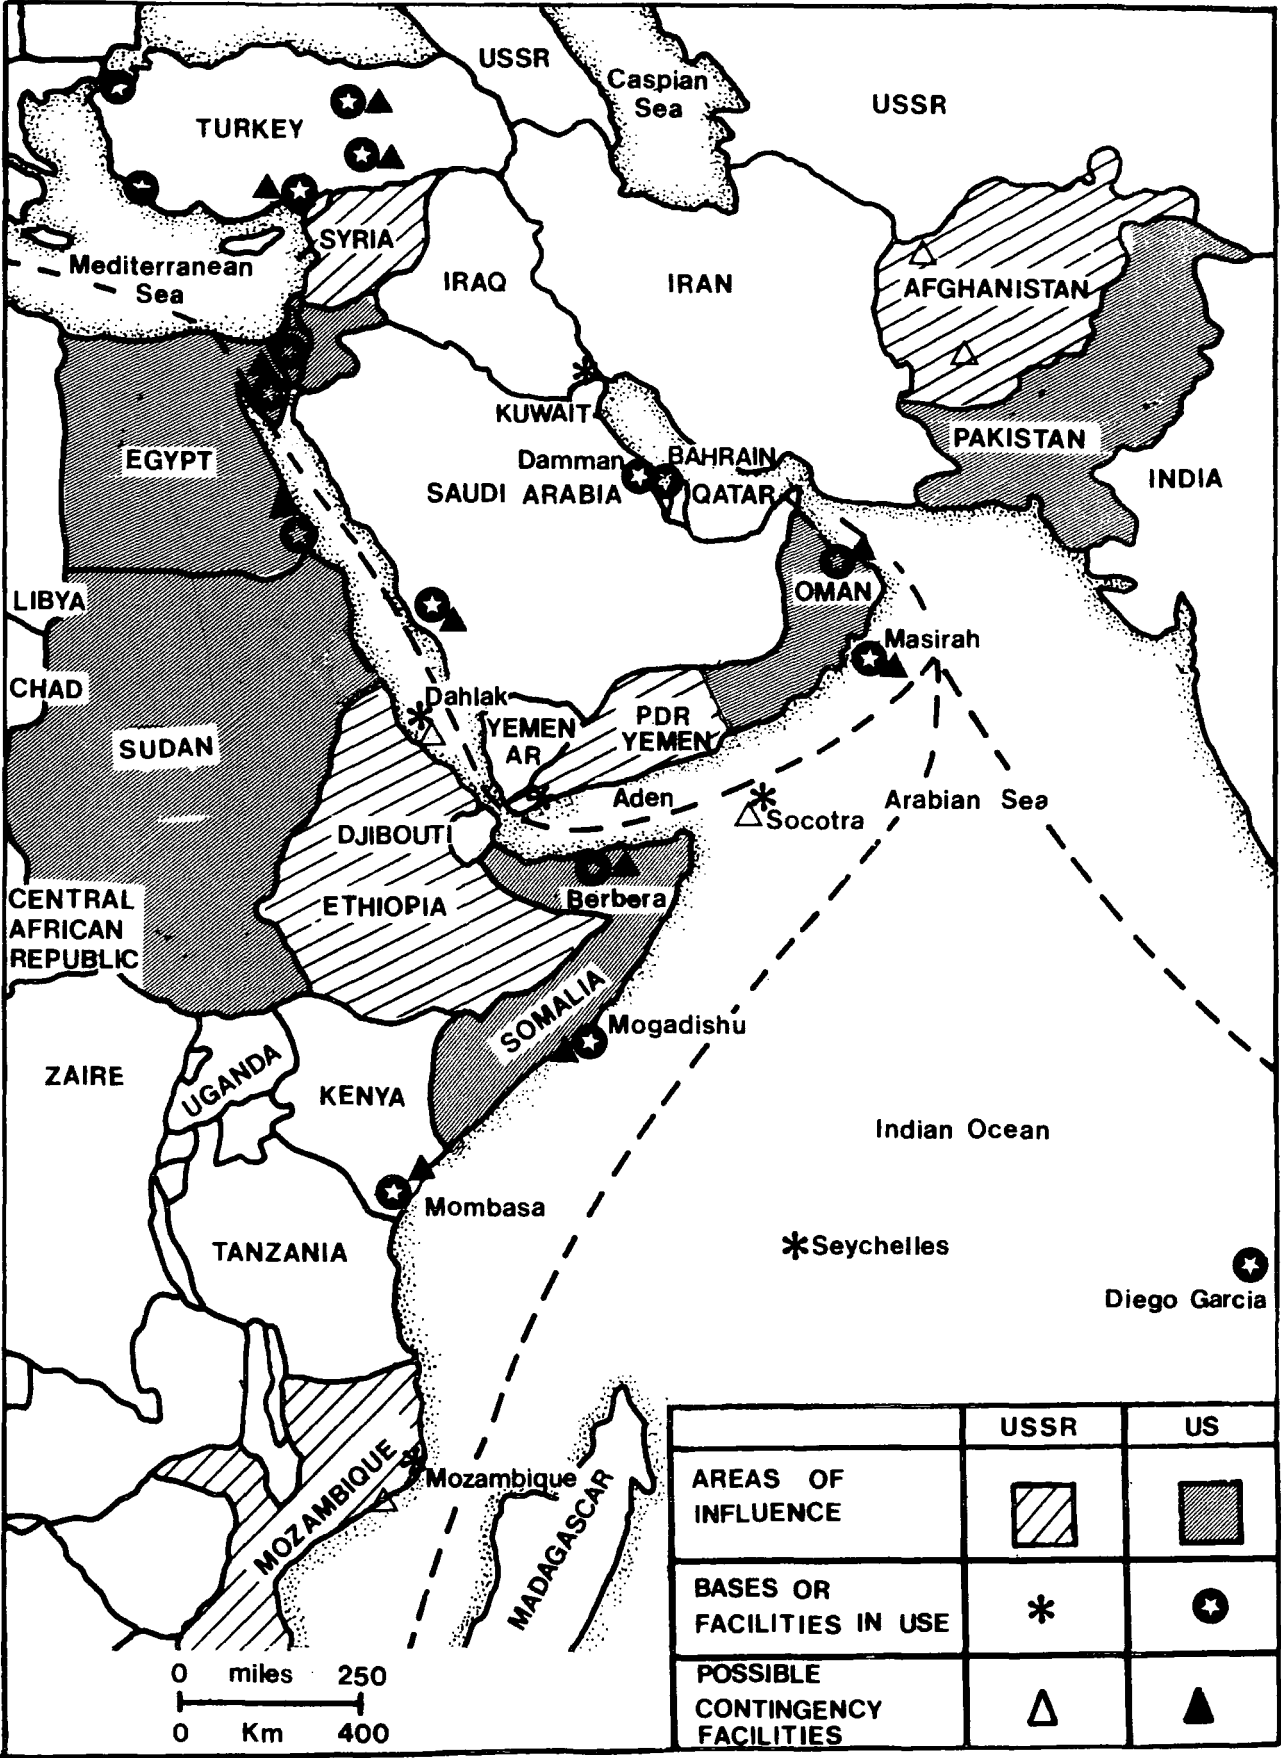 USSR
Caspian
Sea
USSR
TURKEY
SYRIA
Mediterranean
Sea
IRAQ
IRAN
AFGHANISTAN
KUWAIT
PAKISTAN
EGYPT
Damman
BAHRAIN
INDIA
SAUDI ARABIA
QATAR
OMAN
LIBYA
Masirah
CHAD
Dahlak
SUDAN
YEMEN
AR
PDR
YEMEN
Aden
Arabian Sea
Socotra
DJIBOUTI
Berbera
CENTRAL
AFRICAN
REPUBLIC
ETHIOPIA
SOMALIA
Mogadishu
ZAIRE
UGANDA
KENYA
Indian Ocean
Mombasa
TANZANIA
Seychelles
Diego Garcia
MOZAMBIQUE
Mozambique
MADAGASCAR
USSR US
AREAS OF
INFLUENCE
BASES OR
FACILITIES IN USE
POSSIBLE
CONTINGENCY
FACILITIES
0 miles 250
0 Km 400